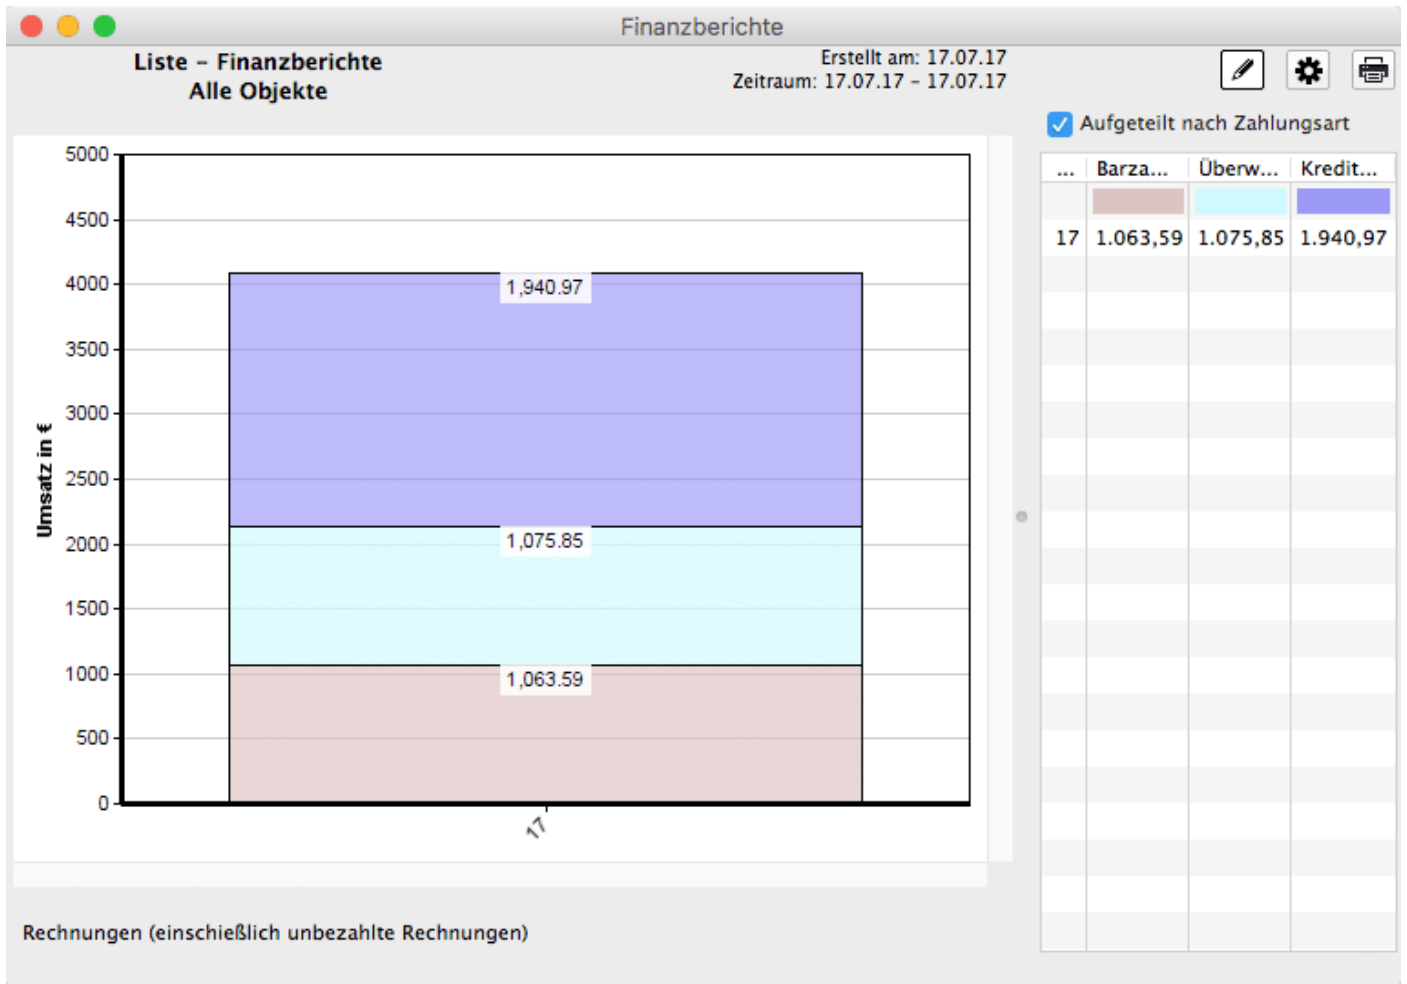 Finanzberichte
Liste – Finanzberichte
Alle Objekte
Erstellt am: 17.07.17
Zeitraum: 17.07.17 – 17.07.17
Aufgeteilt nach Zahlungsart
... Barza... Überw... Kredit...
17 1.063,59 1.075,85 1.940,97
Umsatz in €
5000
4500
4000
3500
3000
2500
2000
1500
1000
500
0
1,940.97
1,075.85
1,063.59
17
Rechnungen (einschießlich unbezahlte Rechnungen)